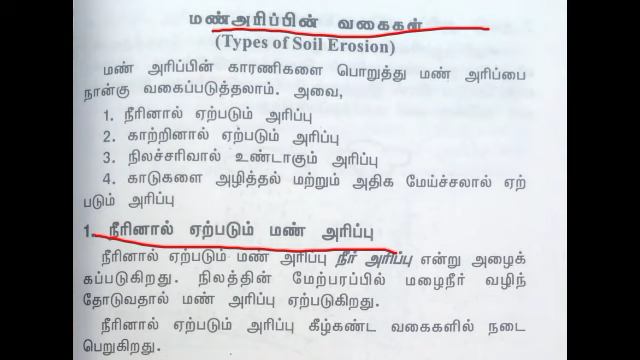 மண்அரிப்பின் வகைகள்
(Types of Soil Erosion)
மண் அரிப்பின் காரணிகளை பொறுத்து மண் அரிப்பை
நான்கு வகைப்படுத்தலாம். அவை,
1. நீரினால் ஏற்படும் அரிப்பு
2. காற்றினால் ஏற்படும் அரிப்பு
3. நிலச்சரிவால் உண்டாகும் அரிப்பு
4. காடுகளை அழித்தல் மற்றும் அதிக மேய்ச்சலால் ஏற்
படும் அரிப்பு
1. நீரினால் ஏற்படும் மண் அரிப்பு
நீரினால் ஏற்படும் மண் அரிப்பு நீர் அரிப்பு என்று அழைக்
கப்படுகிறது. நிலத்தின் மேற்பரப்பில் மழைநீர் வழிந்
தோடுவதால் மண் அரிப்பு ஏற்படுகிறது.
நீரினால் ஏற்படும் அரிப்பு கீழ்கண்ட வகைகளில் நடை
பெறுகிறது.